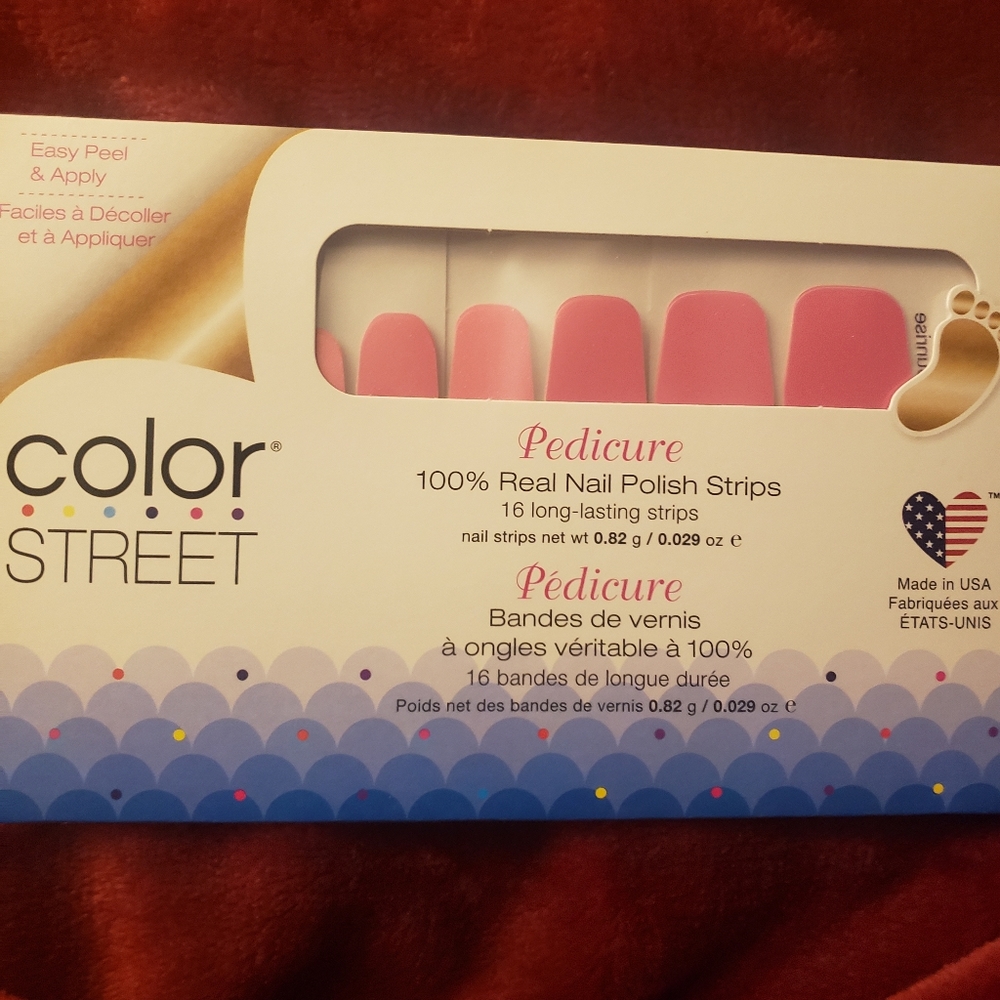 Easy Peel
& Apply
Faciles à Décoller
et à Appliquer
color®
STREET
Pedicure
100% Real Nail Polish Strips
16 long-lasting strips
nail strips net wt 0.82 g / 0.029 oz e
Pédicure
Bandes de vernis
à ongles véritable à 100%
16 bandes de longue durée
Poids net des bandes de vernis 0.82 g / 0.029 oz e
™
Made in USA
Fabriquées aux
ÉTATS-UNIS